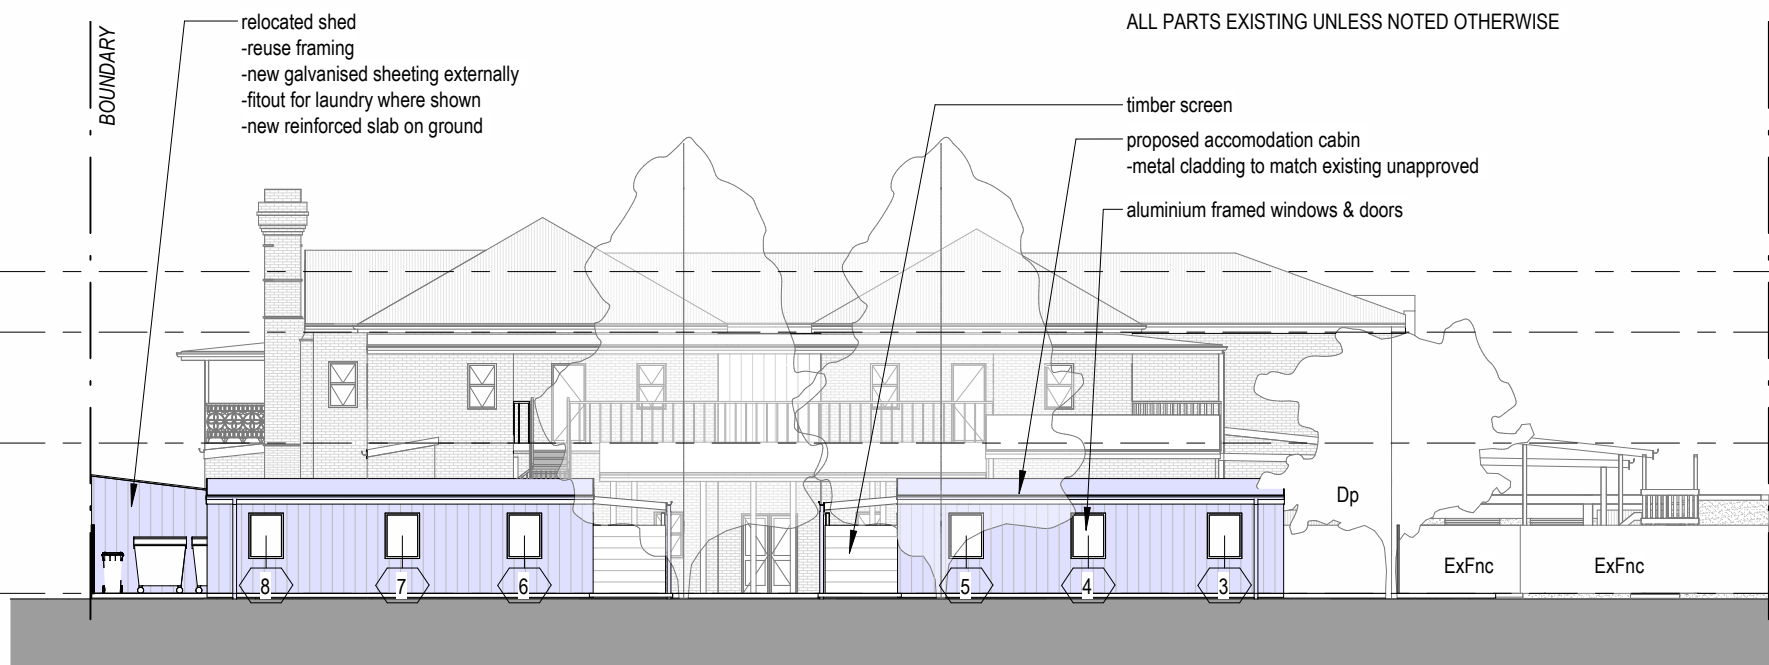 BOUNDARY
relocated shed
-reuse framing
-new galvanised sheeting externally
-fitout for laundry where shown
-new reinforced slab on ground
ALL PARTS EXISTING UNLESS NOTED OTHERWISE
timber screen
proposed accomodation cabin
-metal cladding to match existing unapproved
aluminium framed windows & doors
Dp
ExFnc
ExFnc
8
7
6
5
4
3